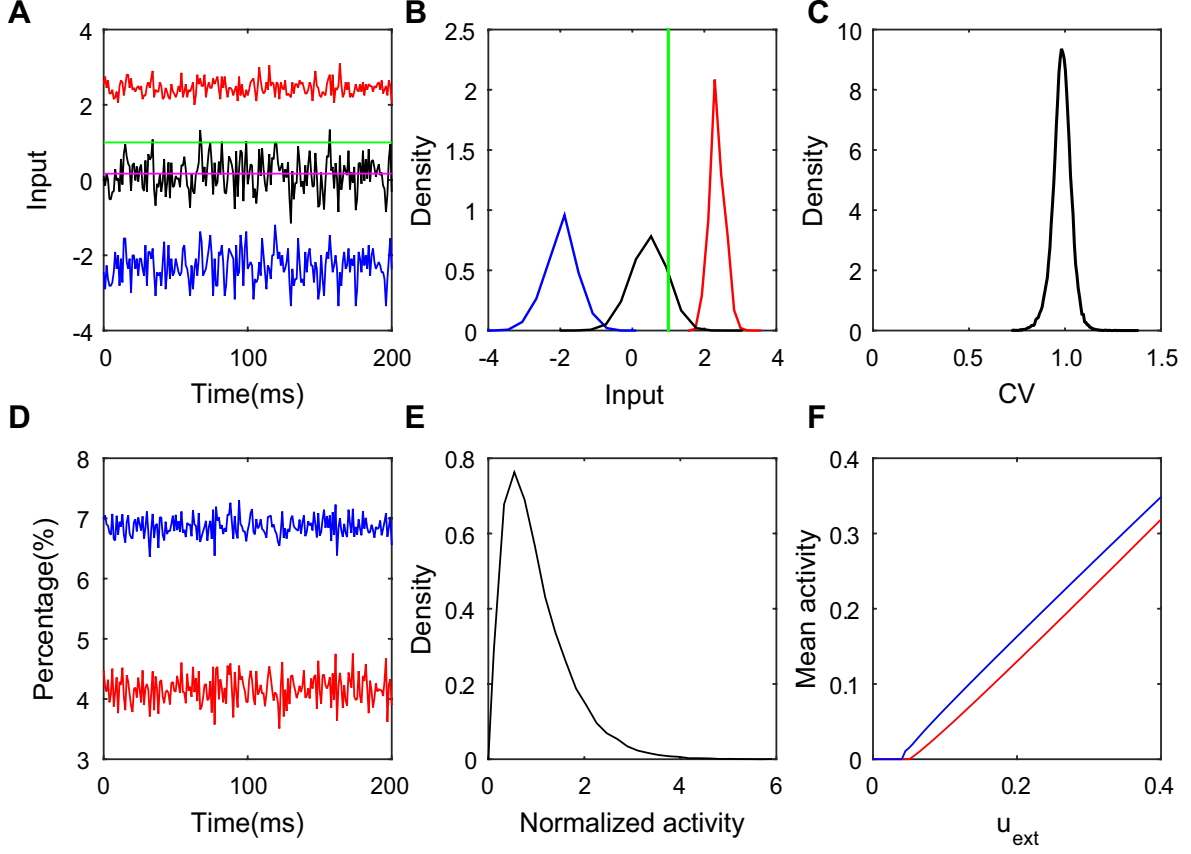 A
Input
4
2
0
-2
-4
0 100 200
Time(ms)
B
Density
2.5
2
1.5
1
0.5
0
-4 -2 0 2 4
Input
C
Density
10
8
6
4
2
0
0 0.5 1.0 1.5
CV
D
Percentage(%)
8
7
6
5
4
3
0 100 200
Time(ms)
E
Density
0.8
0.6
0.4
0.2
0
0 2 4 6
Normalized activity
F
Mean activity
0.4
0.3
0.2
0.1
0
0 0.2 0.4
u_ext